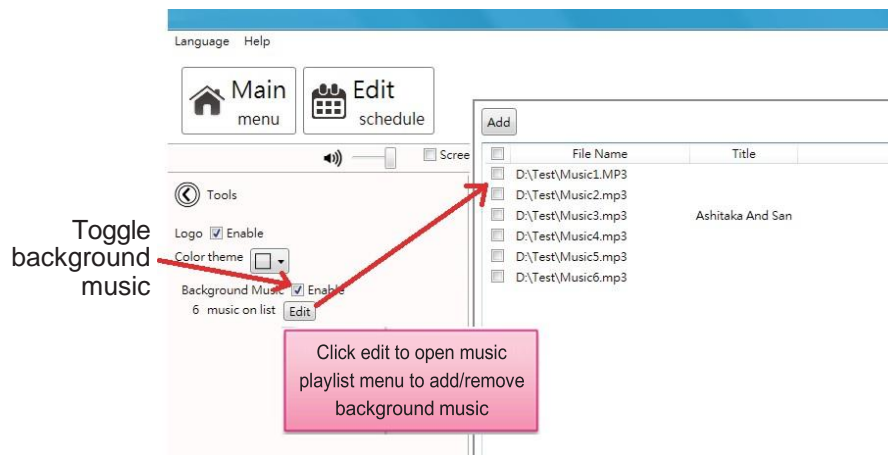 Language Help
Main
menu
Edit
schedule
Add
Scree
File Name Title
D:\Test\Music1.MP3
D:\Test\Music2.mp3
D:\Test\Music3.mp3 Ashitaka And San
D:\Test\Music4.mp3
D:\Test\Music5.mp3
D:\Test\Music6.mp3
Tools
Logo Enable
Color theme
Background Music Enable
6 music on list Edit
Toggle
background
music
Click edit to open music
playlist menu to add/remove
background music